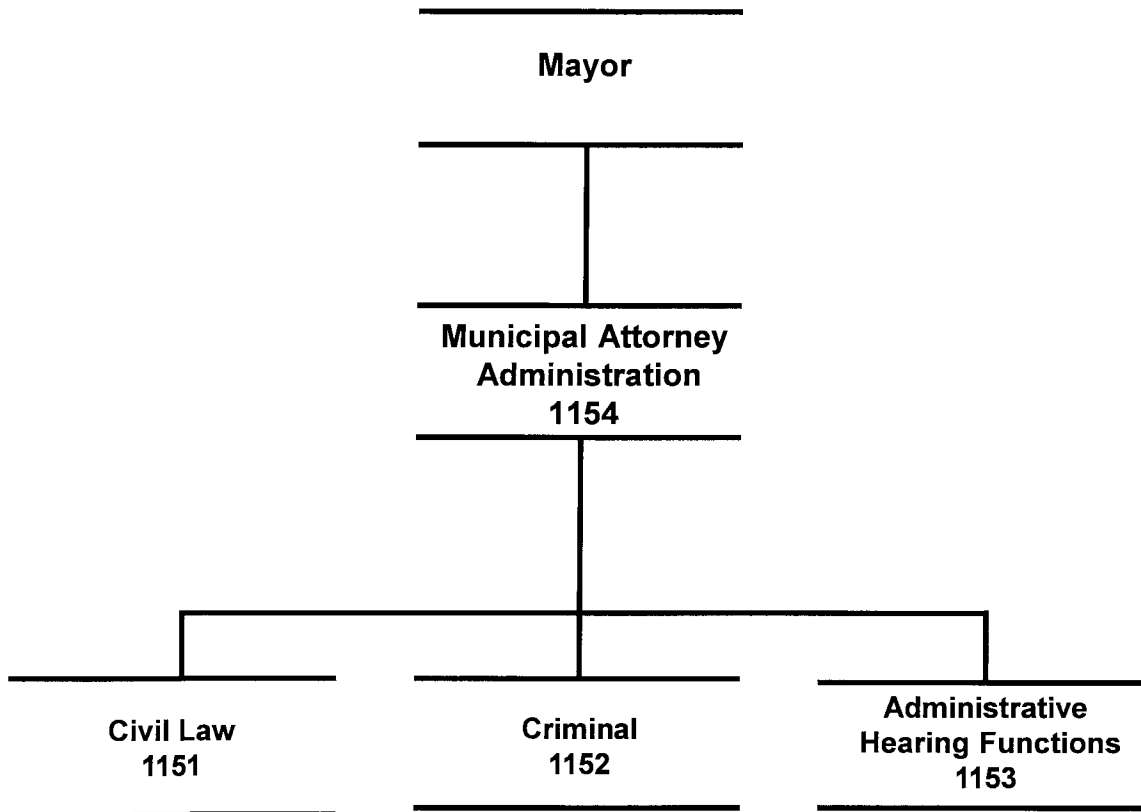 Mayor
Municipal Attorney
Administration
1154
Civil Law
1151
Criminal
1152
Administrative
Hearing Functions
1153